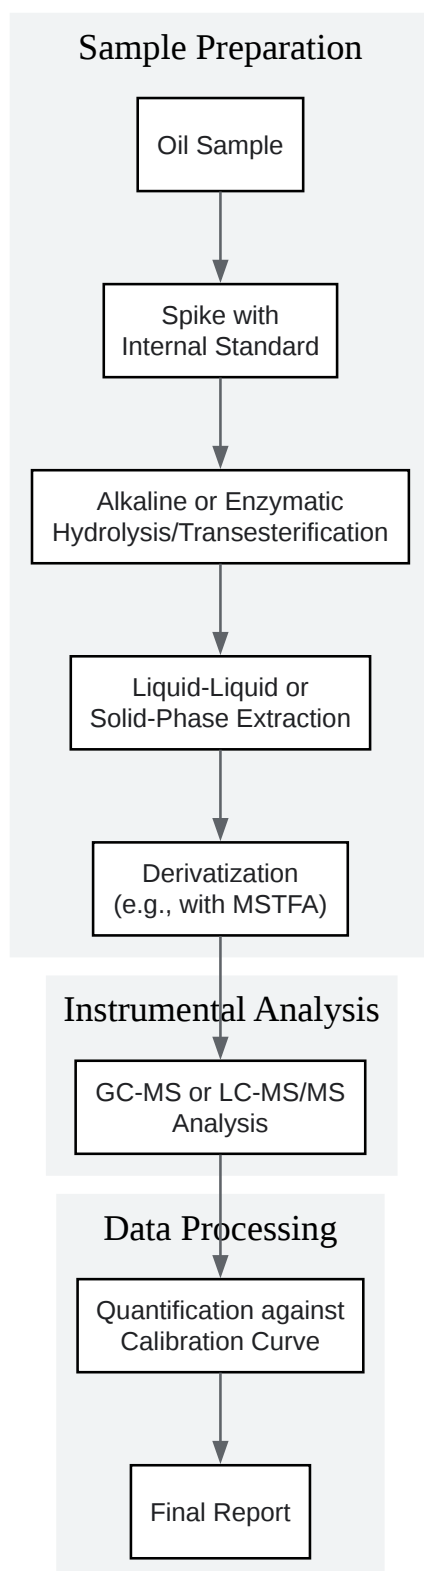 Sample Preparation
Oil Sample
Spike with
Internal Standard
Alkaline or Enzymatic
Hydrolysis/Transesterification
Liquid-Liquid or
Solid-Phase Extraction
Derivatization
(e.g., with MSTFA)
Instrumental Analysis
GC-MS or LC-MS/MS
Analysis
Data Processing
Quantification against
Calibration Curve
Final Report